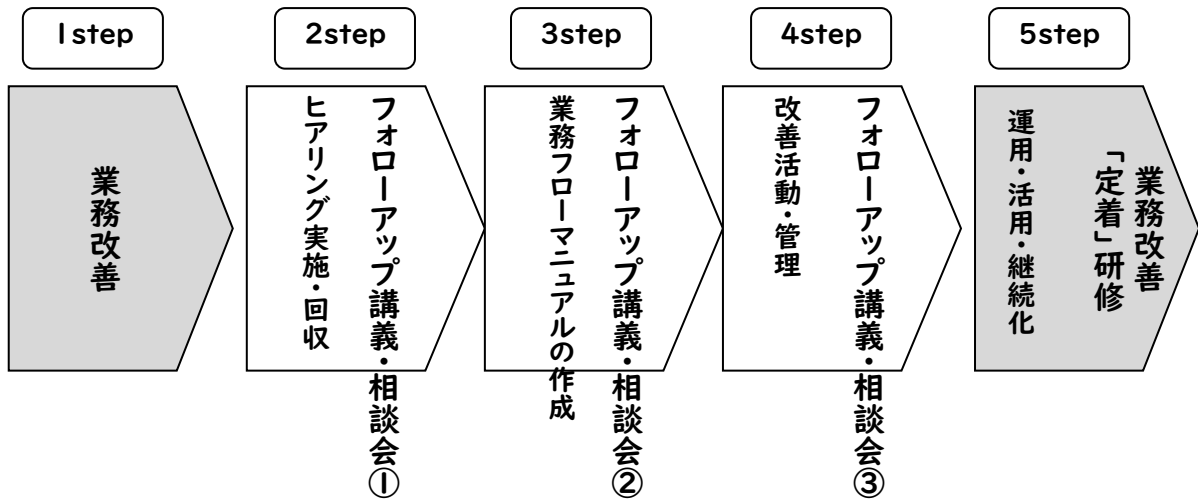 1step
2step
3step
4step
5step
業務改善
フォローアップ講義・相談会①
ヒアリング実施・回収
フォローアップ講義・相談会②
業務フローマニュアルの作成
フォローアップ講義・相談会③
改善活動・管理
業務改善
「定着」研修
運用・活用・継続化